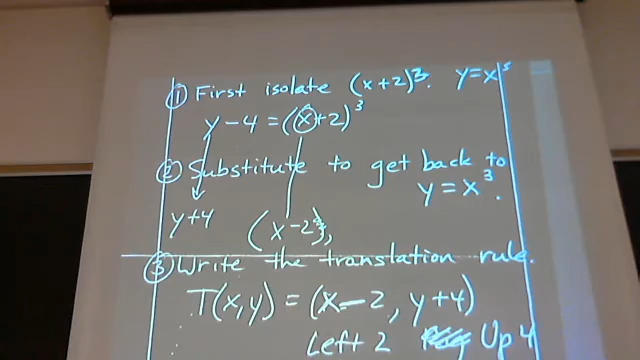 ① First isolate (x+2)³. y=x³
y-4=(x+2)³
② Substitute to get back to
y=x³.
y+4 (x-2),
③ Write the translation rule.
T(x,y) = (x-2, y+4)
Left 2 Up 4